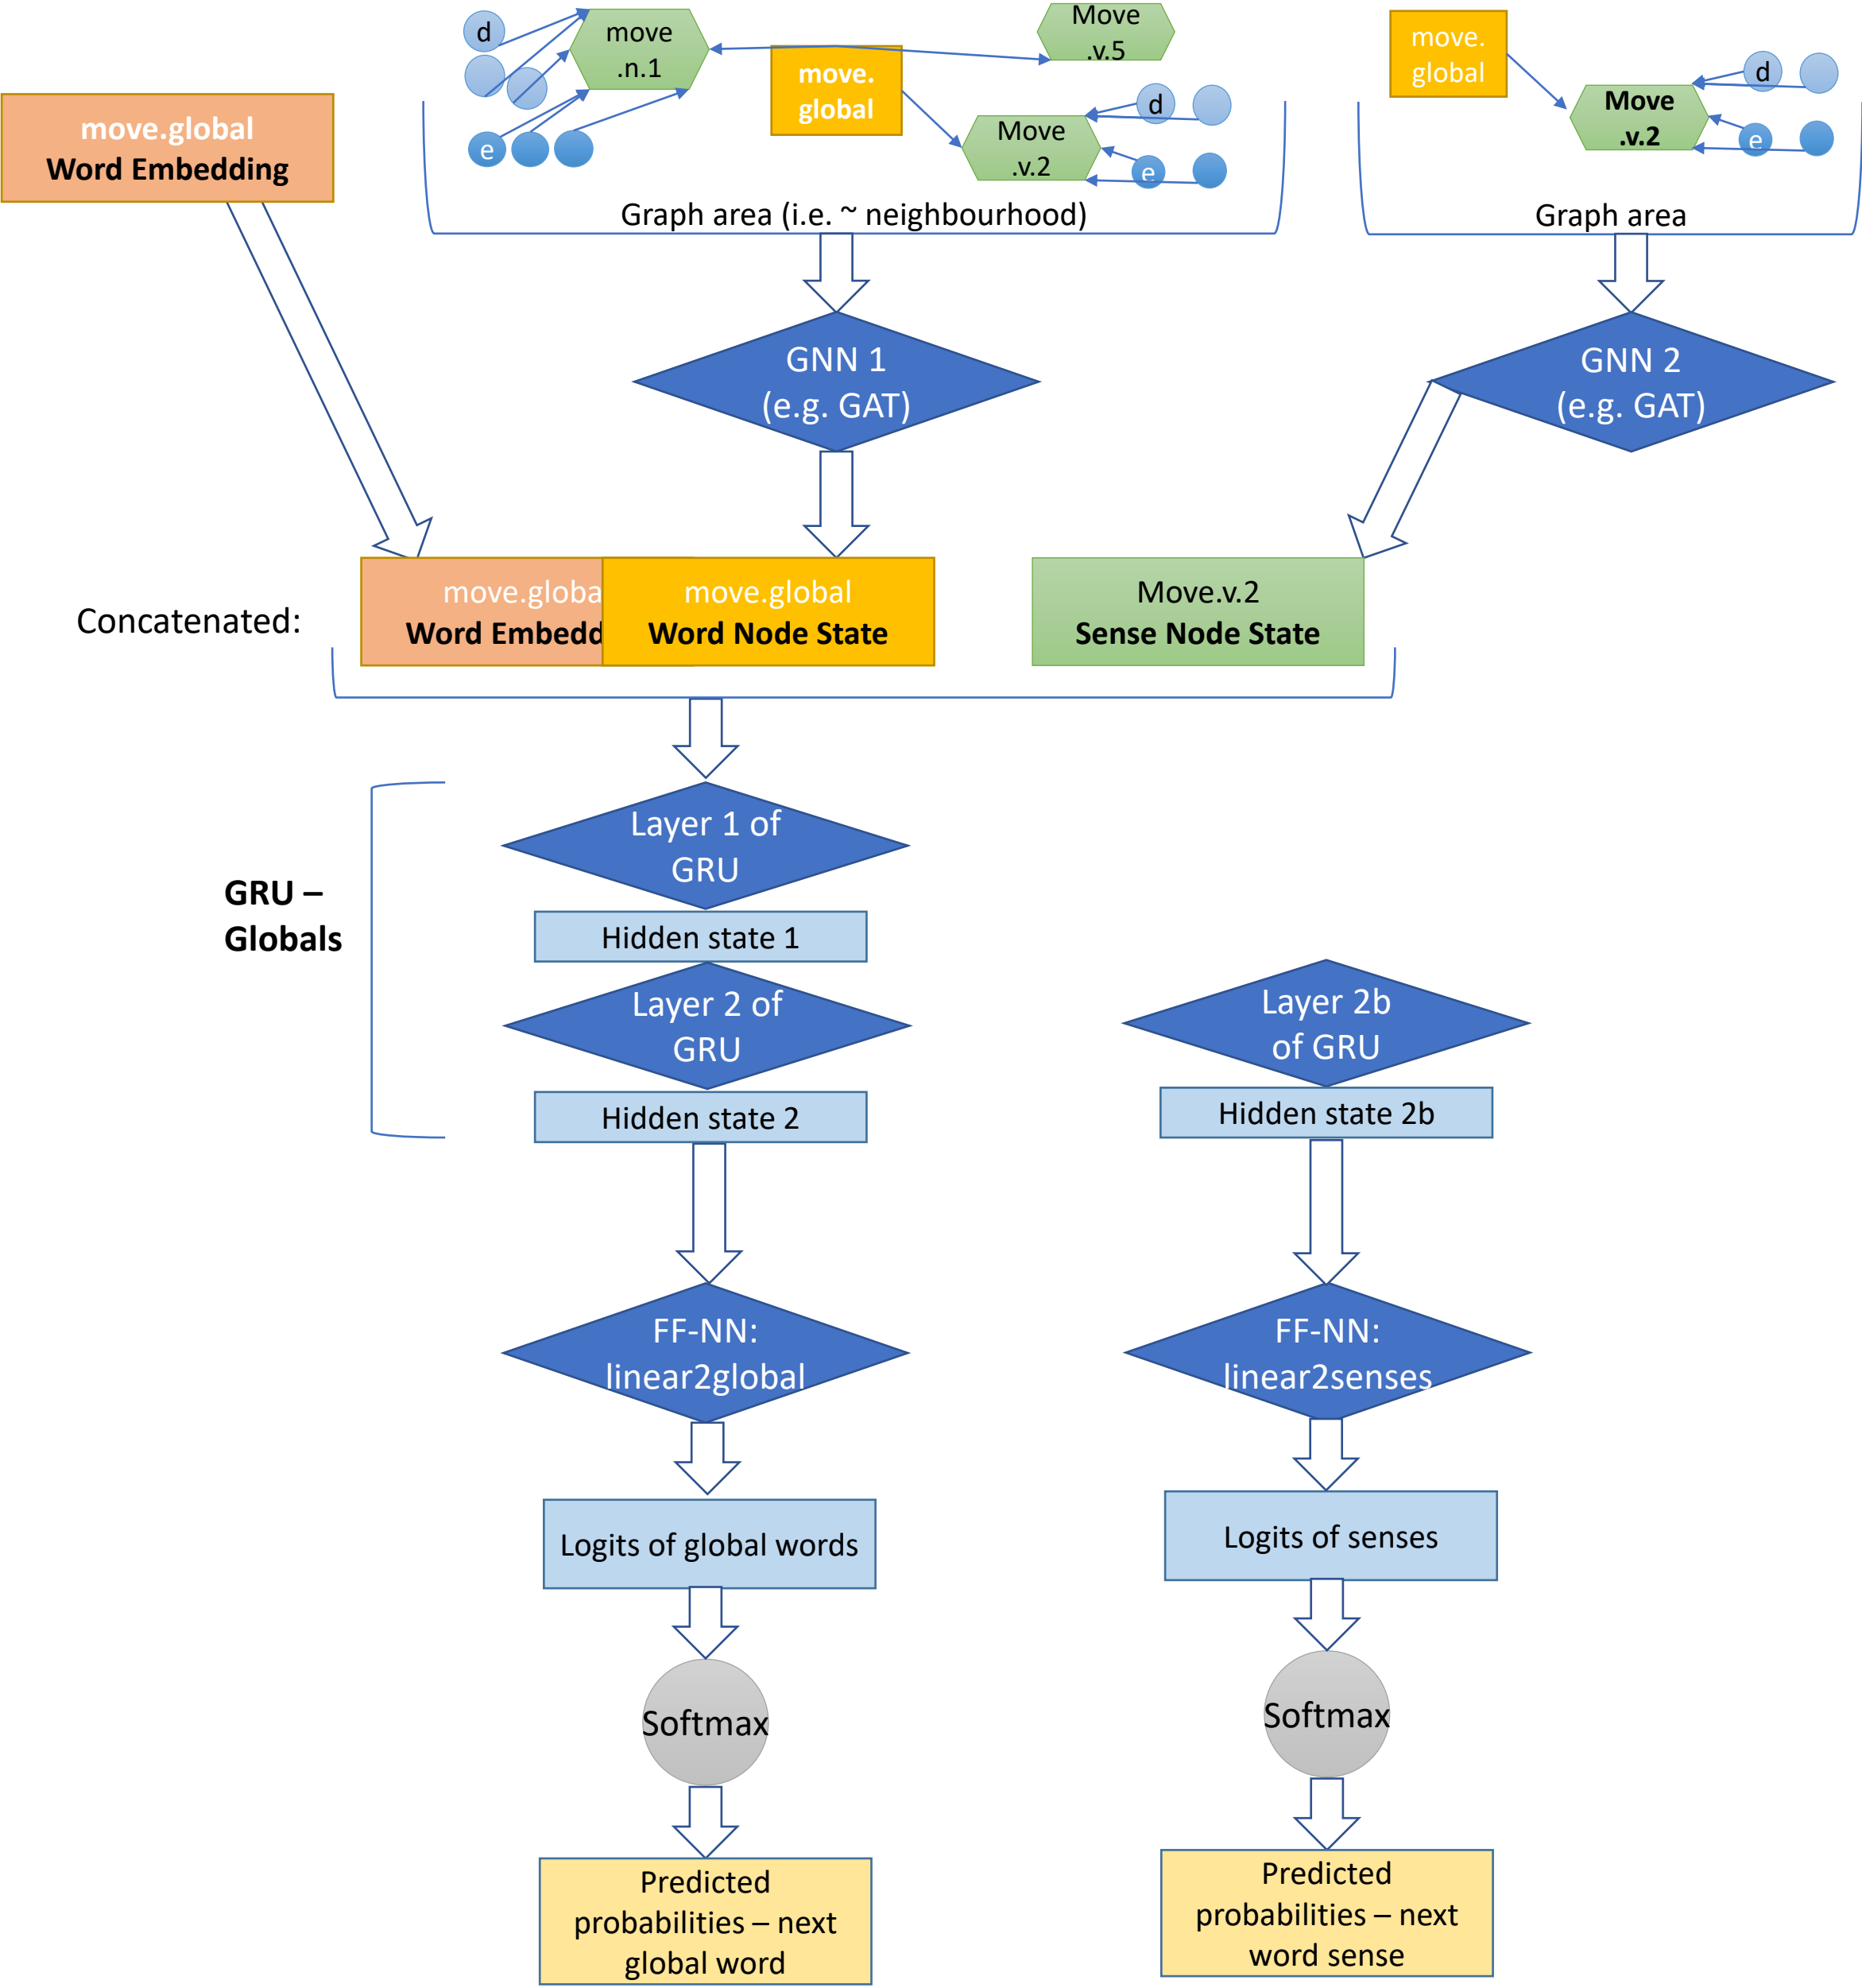 d
move
.n.1
e
move.
global
Move
.v.5
Move
.v.2
d
e
Graph area (i.e. ~ neighbourhood)
move.
global
Move
.v.2
d
e
Graph area
move.global
Word Embedding
GNN 1
(e.g. GAT)
GNN 2
(e.g. GAT)
Concatenated:
move.globa
Word Embedd
move.global
Word Node State
Move.v.2
Sense Node State
GRU –
Globals
Layer 1 of
GRU
Hidden state 1
Layer 2 of
GRU
Hidden state 2
Layer 2b
of GRU
Hidden state 2b
FF-NN:
linear2global
FF-NN:
linear2senses
Logits of global words
Logits of senses
Softmax
Softmax
Predicted
probabilities – next
global word
Predicted
probabilities – next
word sense